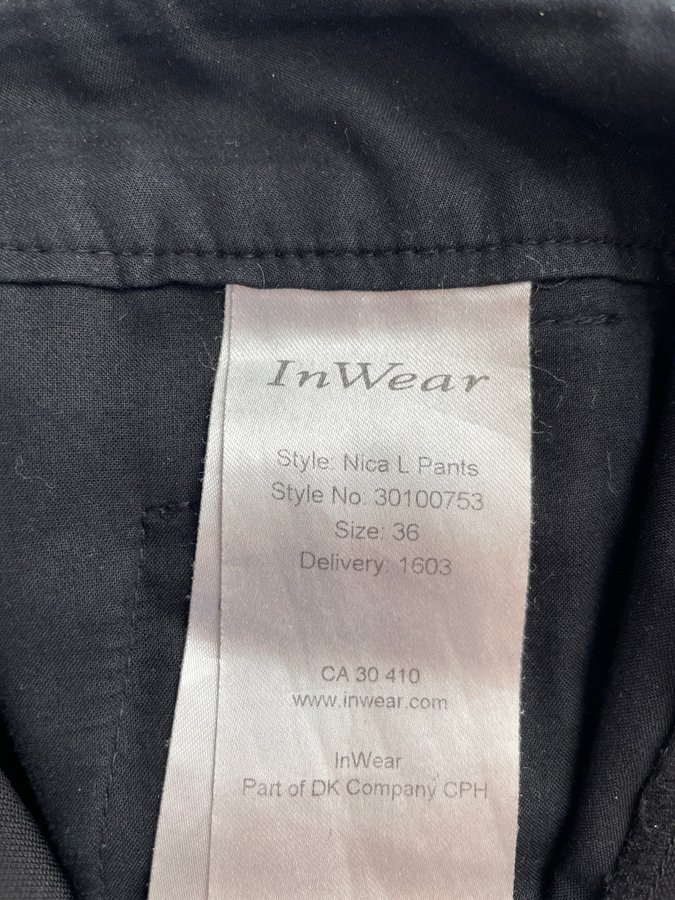 InWear
Style: Nica L Pants
Style No: 30100753
Size: 36
Delivery: 1603
CA 30 410
www.inwear.com
InWear
Part of DK Company CPH